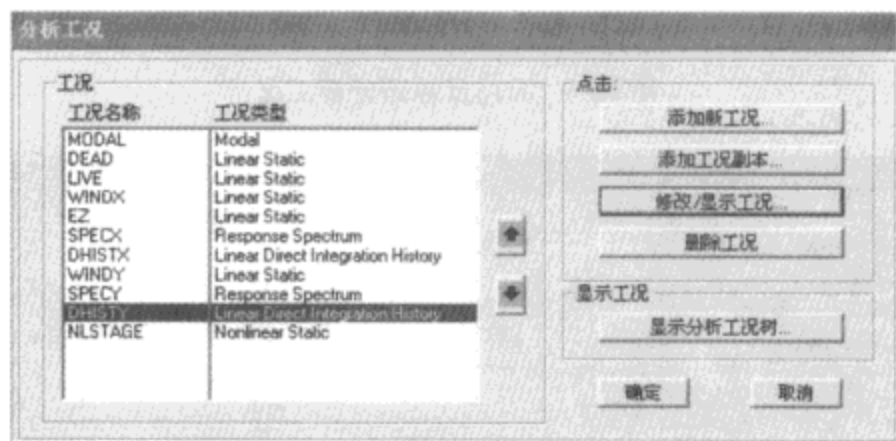 分析工况
工况
工况名称 工况类型
MODAL Modal
DEAD Linear Static
LIVE Linear Static
WINDX Linear Static
EZ Linear Static
SPECX Response Spectrum
DHISTX Linear Direct Integration History
WINDY Linear Static
SPECY Response Spectrum
DHISTY Linear Direct Integration History
NLSTAGE Nonlinear Static
点击:
添加新工况...
添加工况副本...
修改/显示工况...
删除工况
显示工况
显示分析工况树...
确定 取消